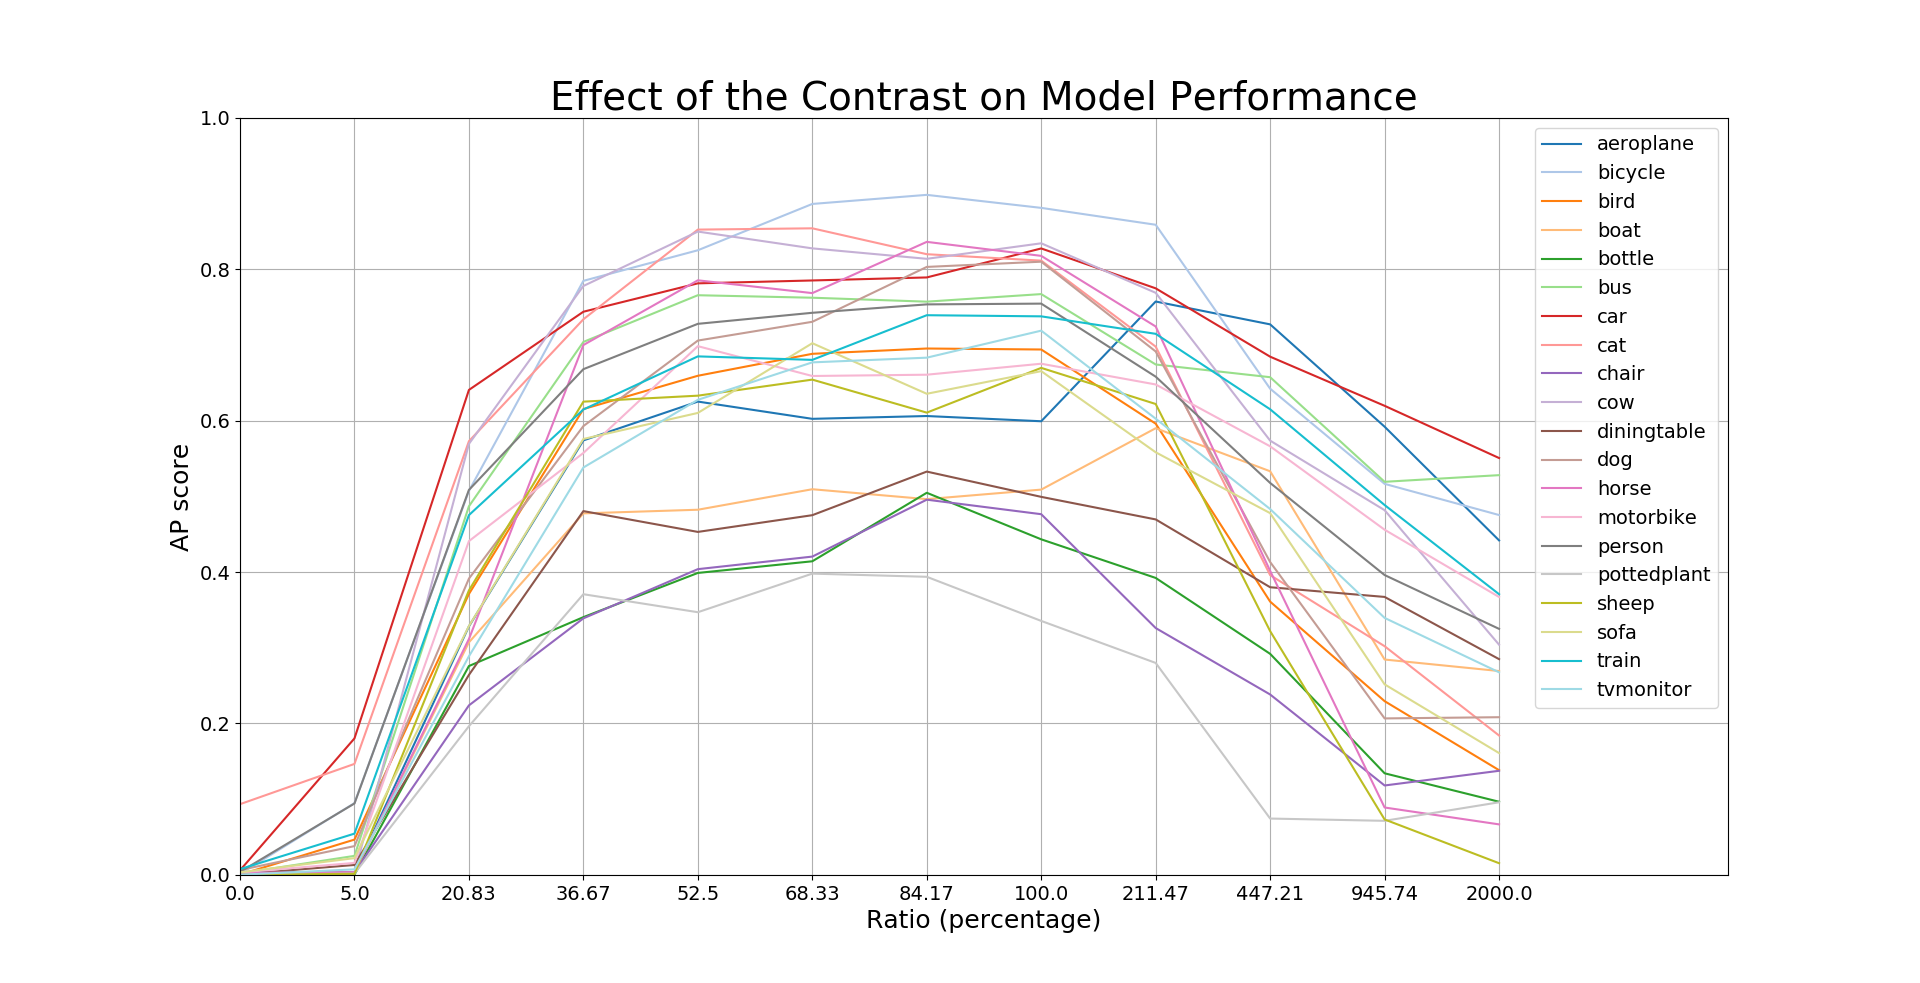 Effect of the Contrast on Model Performance
1.0
0.8
0.6
0.4
0.2
0.0
AP score
0.0 5.0 20.83 36.67 52.5 68.33 84.17 100.0 211.47 447.21 945.74 2000.0
Ratio (percentage)
aeroplane
bicycle
bird
boat
bottle
bus
car
cat
chair
cow
diningtable
dog
horse
motorbike
person
pottedplant
sheep
sofa
train
tvmonitor